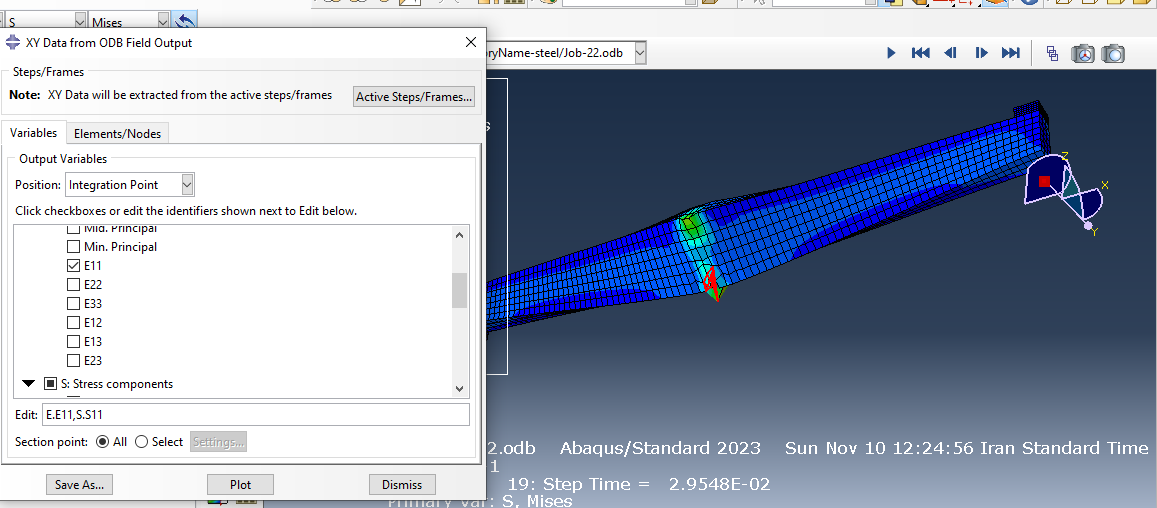 S
Mises
XY Data from ODB Field Output
oryName-steel/Job-22.odb
Steps/Frames
Note: XY Data will be extracted from the active steps/frames
Active Steps/Frames...
s
Variables
Elements/Nodes
Output Variables
Position: Integration Point
Click checkboxes or edit the identifiers shown next to Edit below.
Mid. Principal
Min. Principal
E11
E22
E33
E12
E13
E23
S: Stress components
Edit: E.E11,S.S11
Section point: All Select Settings...
Save As...
Plot
Dismiss
Z
X
Y
2.odb Abaqus/Standard 2023 Sun Nov 10 12:24:56 Iran Standard Time
1
19: Step Time = 2.9548E-02
Primary Var: S, Mises